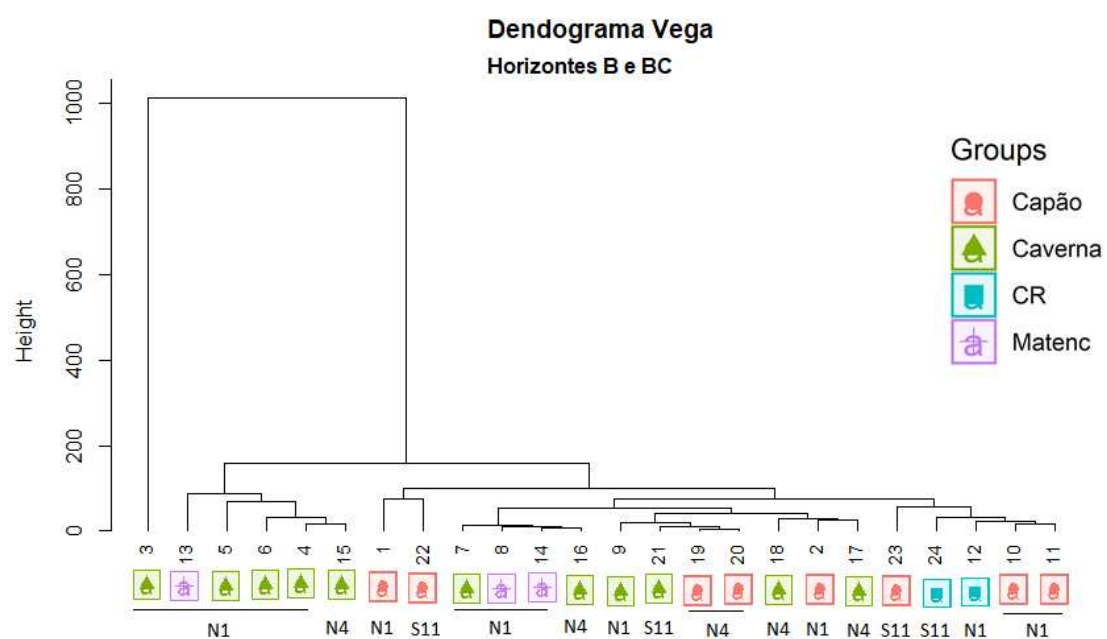 Dendograma Vega
Horizontes B e BC
Height
1000
800
600
400
200
0
Groups
a Capão
a Caverna
a CR
a Matenc
3 13 5 6 4 15 1 22 7 8 14 16 9 21 19 20 18 2 17 23 24 12 10 11
a a a a a a a a a a a a a a a a a a a a a a a a
N1 N4 N1 S11 N1 N4 N1 S11 N4 N4 N1 N4 S11 S11 N1 N1